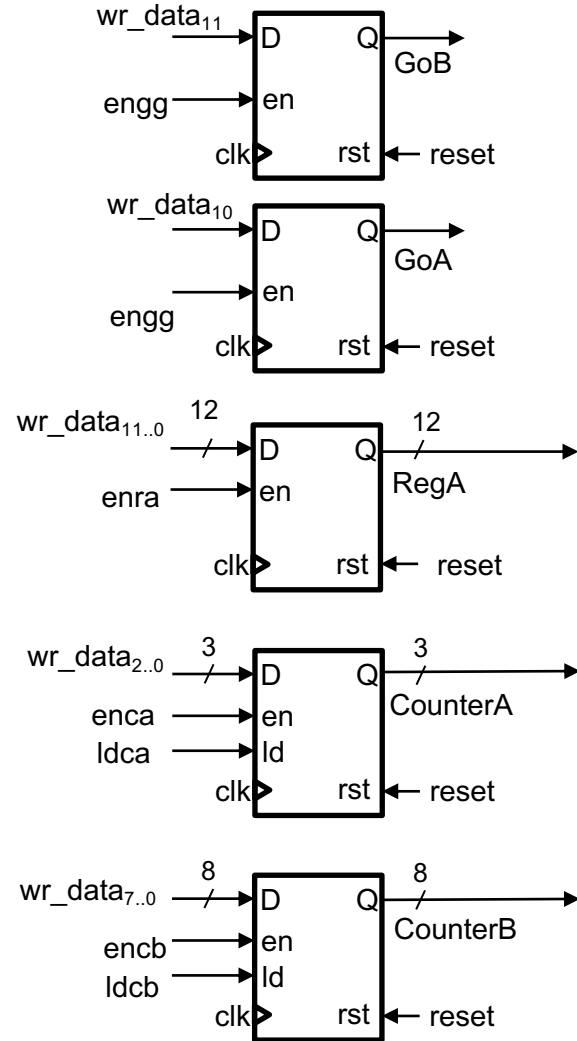 wr_data₁₁
D Q
GoB
engg en
clk rst reset
wr_data₁₀
D Q
GoA
engg en
clk rst reset
wr_data₁₁..₀ 12 12
D Q
RegA
enra en
clk rst reset
wr_data₂..₀ 3 3
D Q
CounterA
enca en
ldca ld
clk rst reset
wr_data₇..₀ 8 8
D Q
CounterB
encb en
ldcb ld
clk rst reset